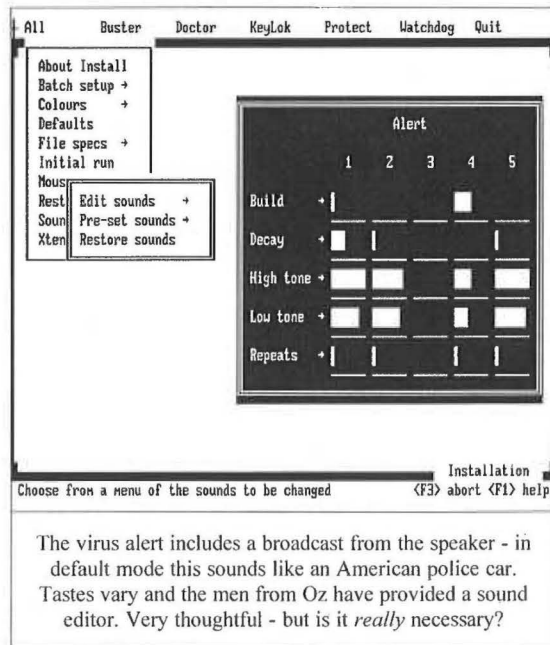 All Buster Doctor KeyLok Protect Watchdog Quit
About Install
Batch setup →
Colours →
Defaults
File specs →
Initial run
Mous
Rest
Soun
Xten
Edit sounds →
Pre-set sounds →
Restore sounds
Alert
1 2 3 4 5
Build →
Decay →
High tone →
Low tone →
Repeats →
Installation
Choose from a menu of the sounds to be changed <F3> abort <F1> help
The virus alert includes a broadcast from the speaker - in
default mode this sounds like an American police car.
Tastes vary and the men from Oz have provided a sound
editor. Very thoughtful - but is it really necessary?